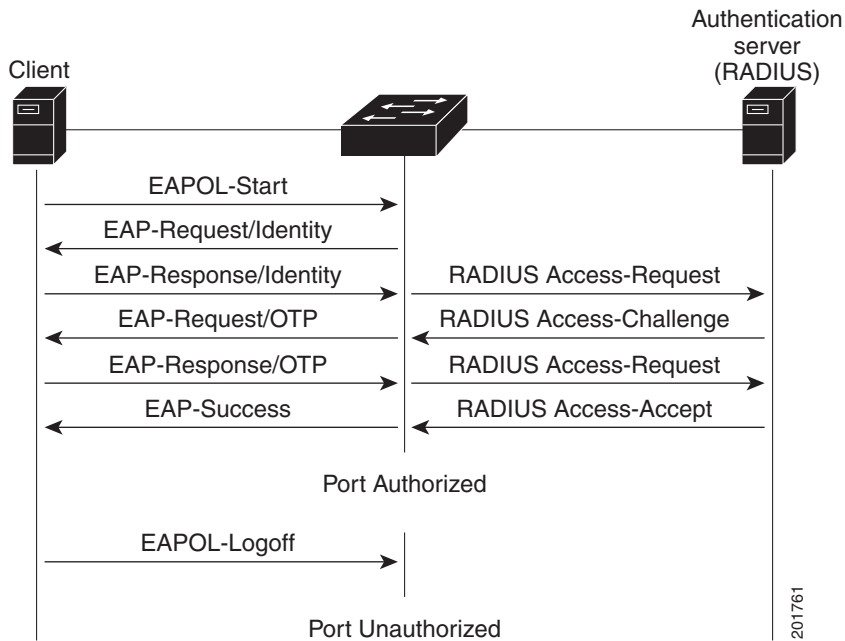 Authentication
server
(RADIUS)
Client
EAPOL-Start
EAP-Request/Identity
EAP-Response/Identity
RADIUS Access-Request
EAP-Request/OTP
RADIUS Access-Challenge
EAP-Response/OTP
RADIUS Access-Request
EAP-Success
RADIUS Access-Accept
Port Authorized
EAPOL-Logoff
Port Unauthorized
201761